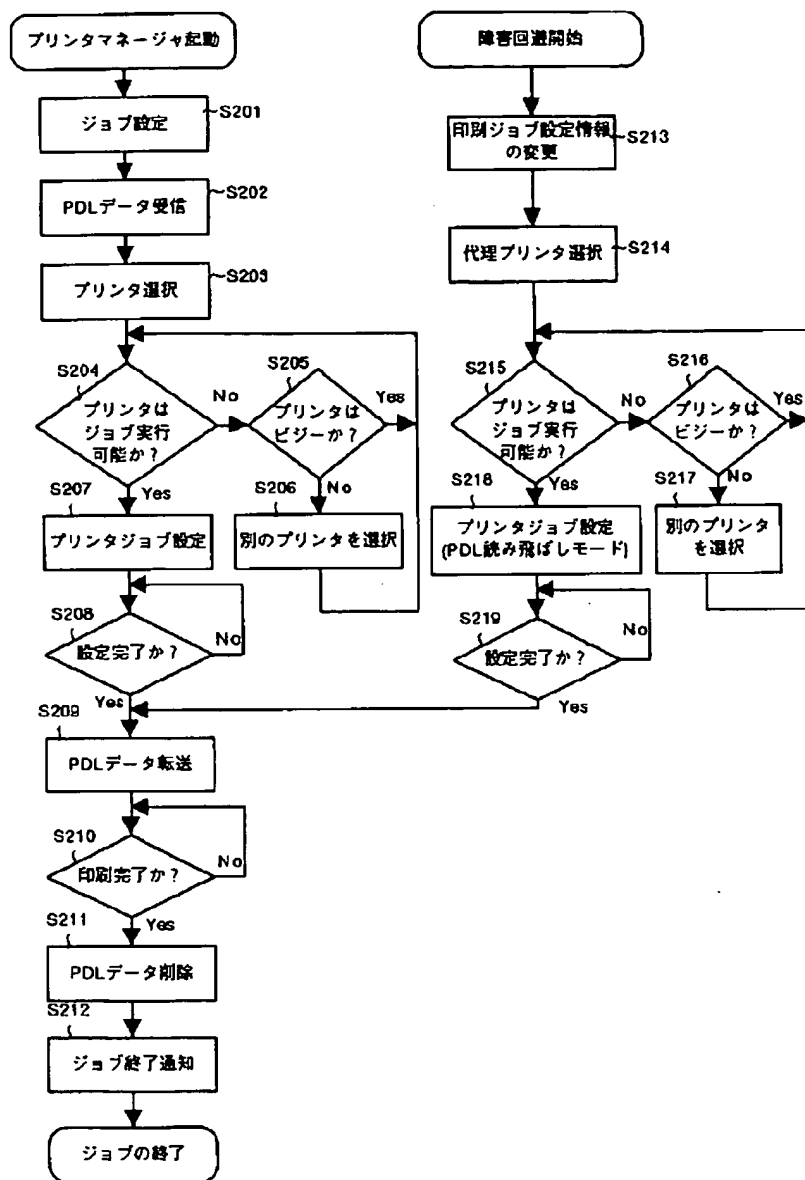 プリンタマネージャ起動
ジョブ設定
S201
PDLデータ受信
S202
プリンタ選択
S203
S204
プリンタは
ジョブ実行
可能か?
No
Yes
S205
プリンタは
ビジーか?
Yes
No
S206
別のプリンタを選択
S207
プリンタジョブ設定
S208
設定完了か?
No
Yes
S209
PDLデータ転送
S210
印刷完了か?
No
Yes
S211
PDLデータ削除
S212
ジョブ終了通知
ジョブの終了
障害回避開始
印刷ジョブ設定情報
の変更
S213
代理プリンタ選択
S214
S215
プリンタは
ジョブ実行
可能か?
No
Yes
S216
プリンタは
ビジーか?
Yes
No
S217
別のプリンタ
を選択
S218
プリンタジョブ設定
(PDL読み飛ばしモード)
S219
設定完了か?
No
Yes